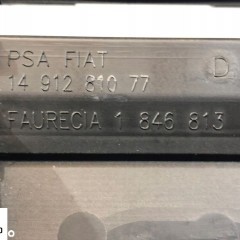 PSA FIAT D
14 912 810 77
FAURECIA 1 846 813